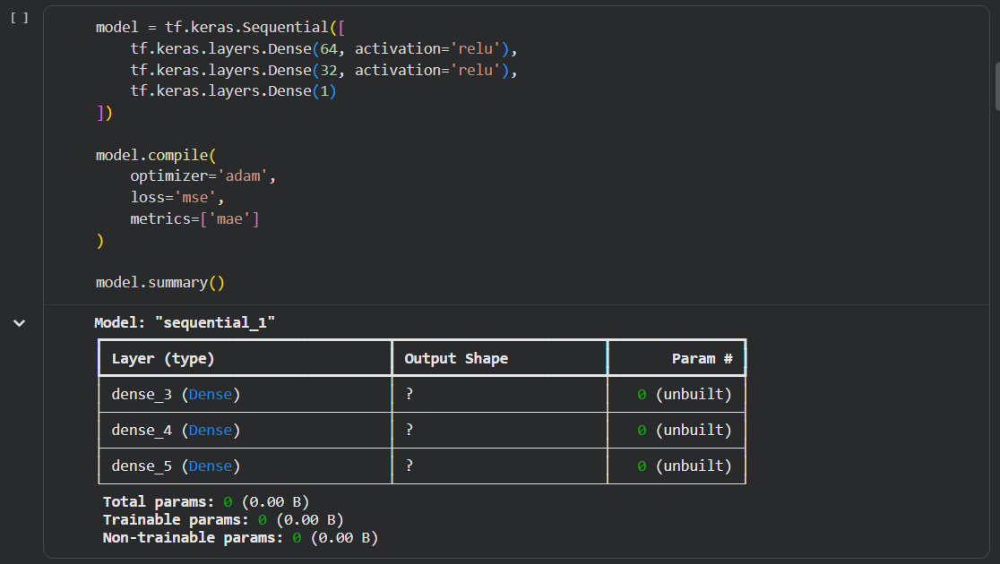 [ ]
model = tf.keras.Sequential([
    tf.keras.layers.Dense(64, activation='relu'),
    tf.keras.layers.Dense(32, activation='relu'),
    tf.keras.layers.Dense(1)
])
model.compile(
    optimizer='adam',
    loss='mse',
    metrics=['mae']
)
model.summary()
Model: "sequential_1"
Layer (type) Output Shape Param #
dense_3 (Dense) ? 0 (unbuilt)
dense_4 (Dense) ? 0 (unbuilt)
dense_5 (Dense) ? 0 (unbuilt)
Total params: 0 (0.00 B)
Trainable params: 0 (0.00 B)
Non-trainable params: 0 (0.00 B)